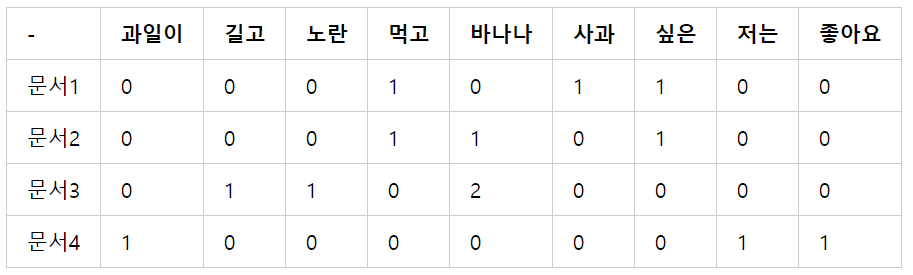 - 과일이 길고 노란 먹고 바나나 사과 싶은 저는 좋아요
문서1 0 0 0 1 0 1 1 0 0
문서2 0 0 0 1 1 0 1 0 0
문서3 0 1 1 0 2 0 0 0 0
문서4 1 0 0 0 0 0 0 1 1